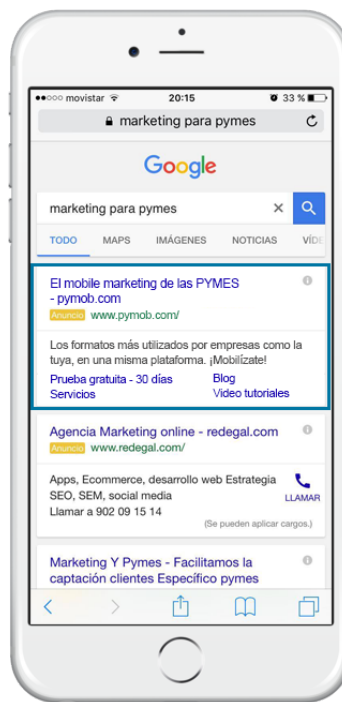 movistar 20:15 33 %
marketing para pymes
Google
marketing para pymes
TODO MAPS IMÁGENES NOTICIAS VÍDE
El mobile marketing de las PYMES
- pymob.com
Anuncio www.pymob.com/
Los formatos más utilizados por empresas como la
tuya, en una misma plataforma. ¡Mobilízate!
Prueba gratuita - 30 días Blog
Servicios Video tutoriales
Agencia Marketing online - redegal.com
Anuncio www.redegal.com/
Apps, Ecommerce, desarrollo web Estrategia
SEO, SEM, social media
Llamar a 902 09 15 14
LLAMAR
(Se pueden aplicar cargos.)
Marketing Y Pymes - Facilitamos la
captación clientes Específico pymes